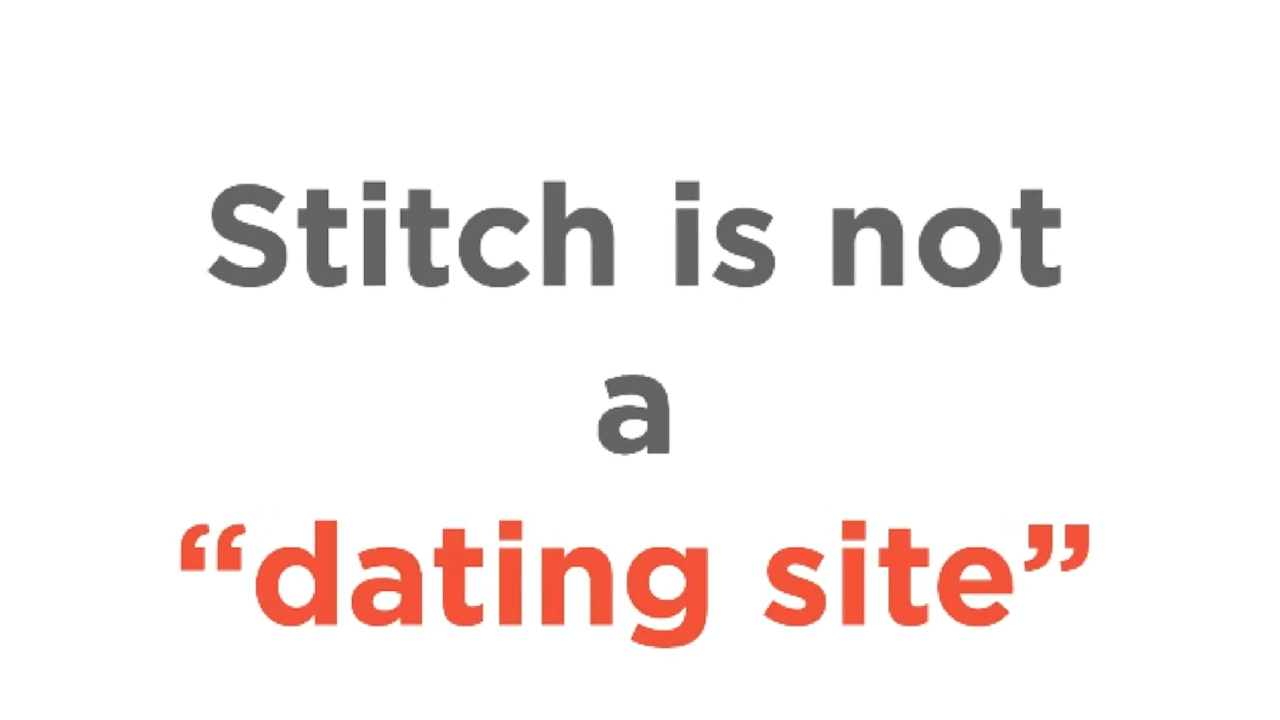 Stitch is not
a
“dating site”